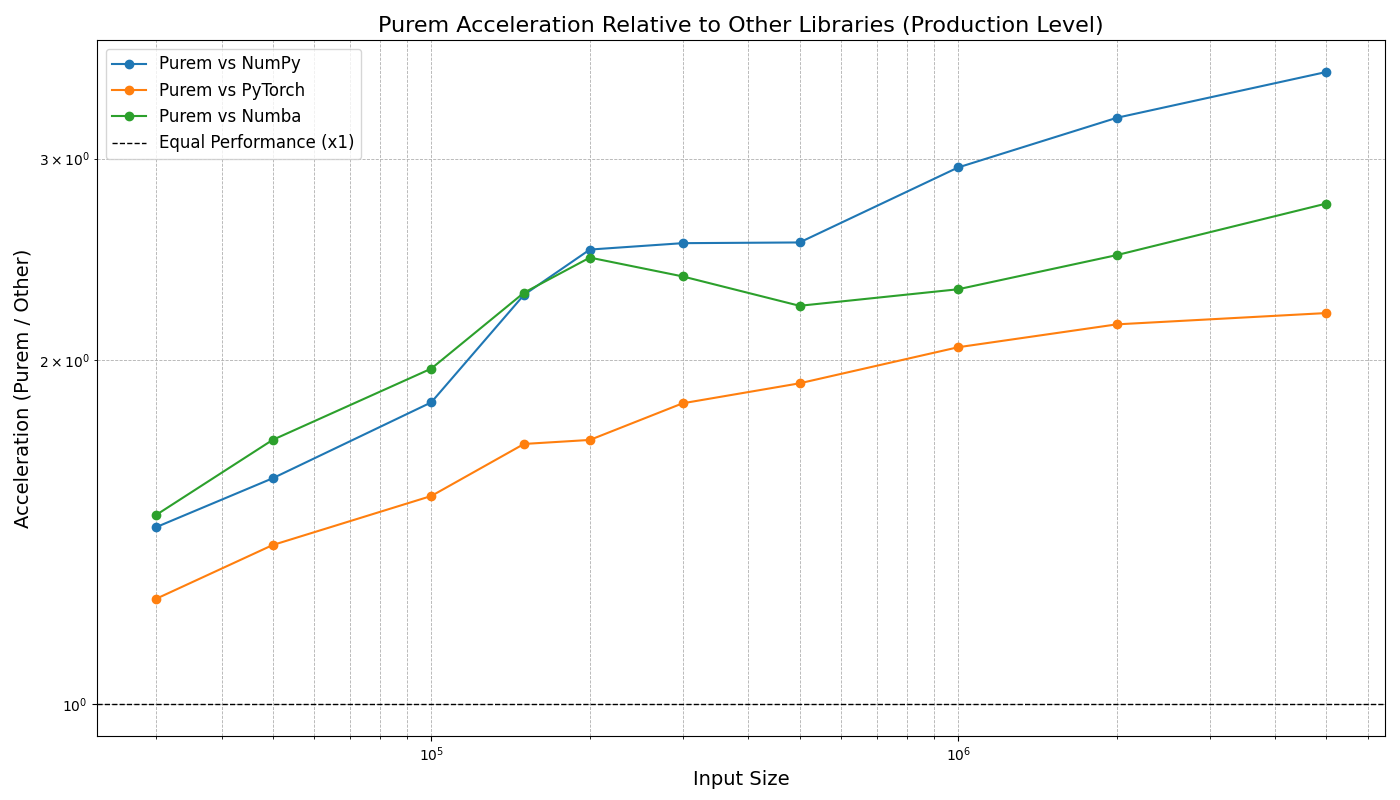 Purem Acceleration Relative to Other Libraries (Production Level)
Purem vs NumPy
Purem vs PyTorch
Purem vs Numba
Equal Performance (x1)
Acceleration (Purem / Other)
3 × 10⁰
2 × 10⁰
10⁰
10⁵
10⁶
Input Size